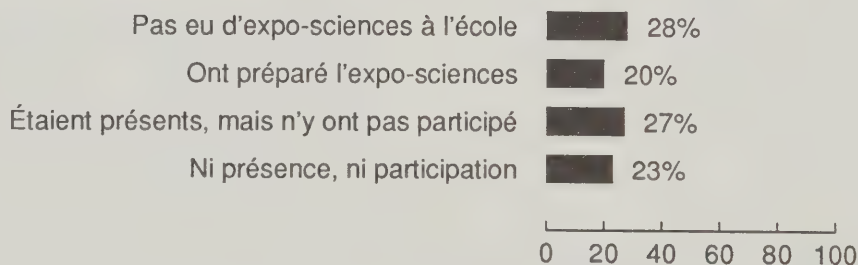 Pas eu d'expo-sciences à l'école 28%
Ont préparé l'expo-sciences 20%
Étaient présents, mais n'y ont pas participé 27%
Ni présence, ni participation 23%
0 20 40 60 80 100